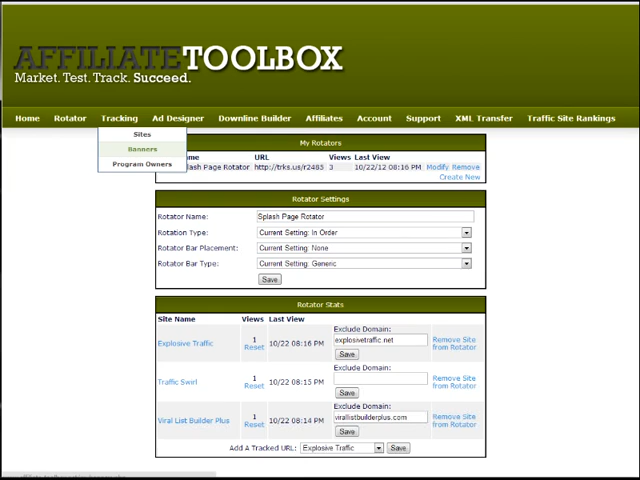 AFFILIATETOOLBOX
Market. Test. Track. Succeed.
Home Rotator Tracking Ad Designer Downline Builder Affiliates Account Support XML Transfer Traffic Site Rankings
Sites
Banners
Program Owners
My Rotators
URL Views Last View
Page Rotator http://trks.us/r2485 3 10/22/12 08:16 PM Modify Remove
Create New
Rotator Settings
Rotator Name: Splash Page Rotator
Rotation Type: Current Setting: In Order
Rotator Bar Placement: Current Setting: None
Rotator Bar Type: Current Setting: Generic
Save
Rotator Stats
Site Name Views Last View
Explosive Traffic 1 Reset 10/22 08:16 PM Exclude Domain: explosivetraffic.net Save Remove Site from Rotator
Traffic Swirl 1 Reset 10/22 08:15 PM Exclude Domain: Save Remove Site from Rotator
Viral List Builder Plus 1 Reset 10/22 08:14 PM Exclude Domain: virallistbuilderplus.com Save Remove Site from Rotator
Add A Tracked URL: Explosive Traffic Save